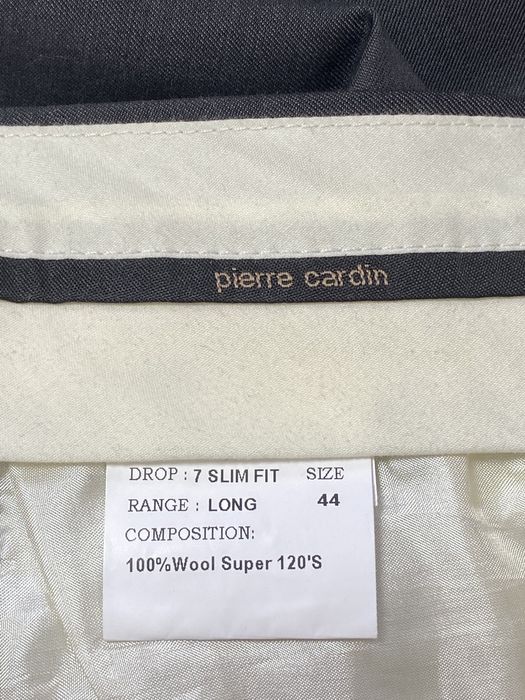 pierre cardin
DROP : 7 SLIM FIT SIZE
RANGE : LONG 44
COMPOSITION:
100%Wool Super 120'S